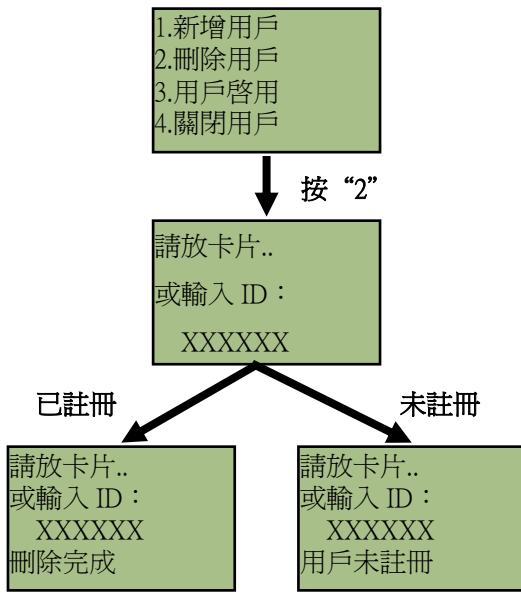 1.新增用戶
2.刪除用戶
3.用戶啓用
4.關閉用戶
按“2”
請放卡片..
或輸入 ID：
XXXXXX
已註冊
未註冊
請放卡片..
或輸入 ID：
XXXXXX
刪除完成
請放卡片..
或輸入 ID：
XXXXXX
用戶未註冊